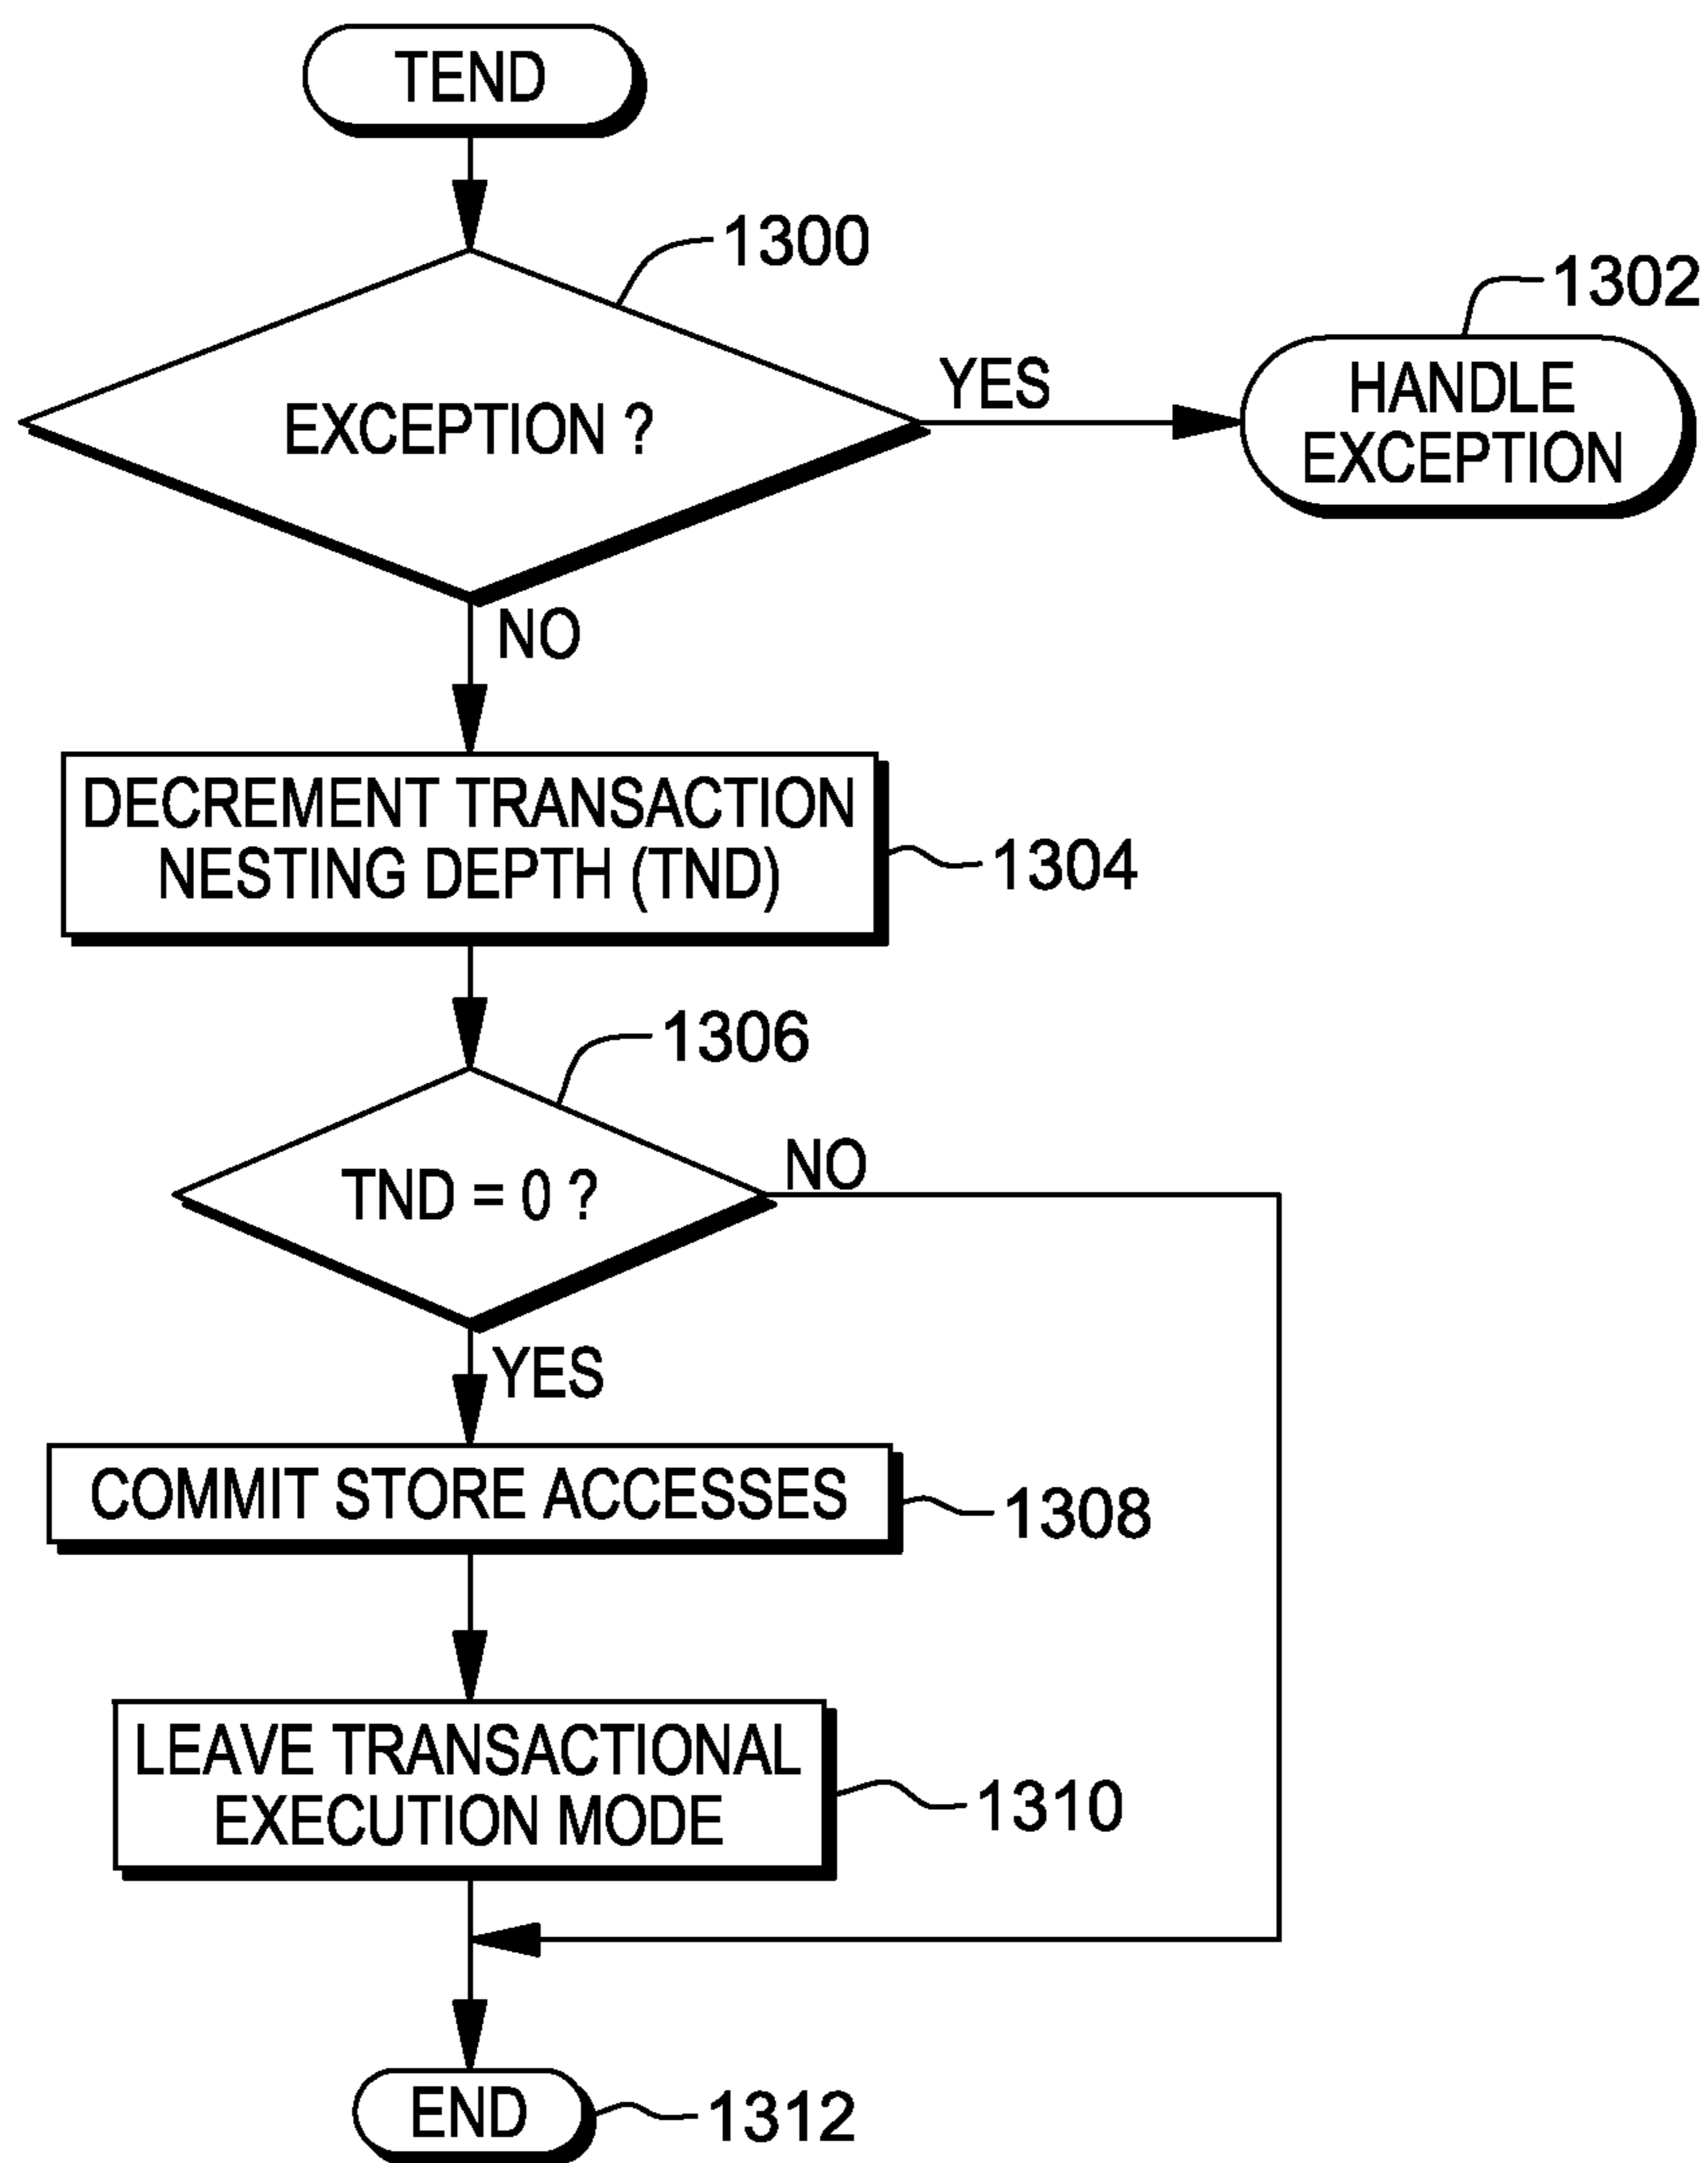 TEND
1300
1302
EXCEPTION ?
YES
HANDLE
EXCEPTION
NO
DECREMENT TRANSACTION
NESTING DEPTH (TND)
1304
1306
TND = 0 ?
NO
YES
COMMIT STORE ACCESSES
1308
LEAVE TRANSACTIONAL
EXECUTION MODE
1310
END
1312